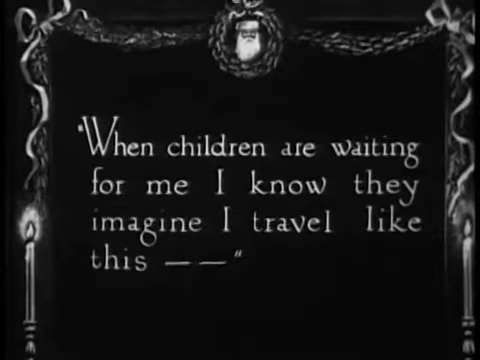 "When children are waiting
for me I know they
imagine I travel like
this — —"